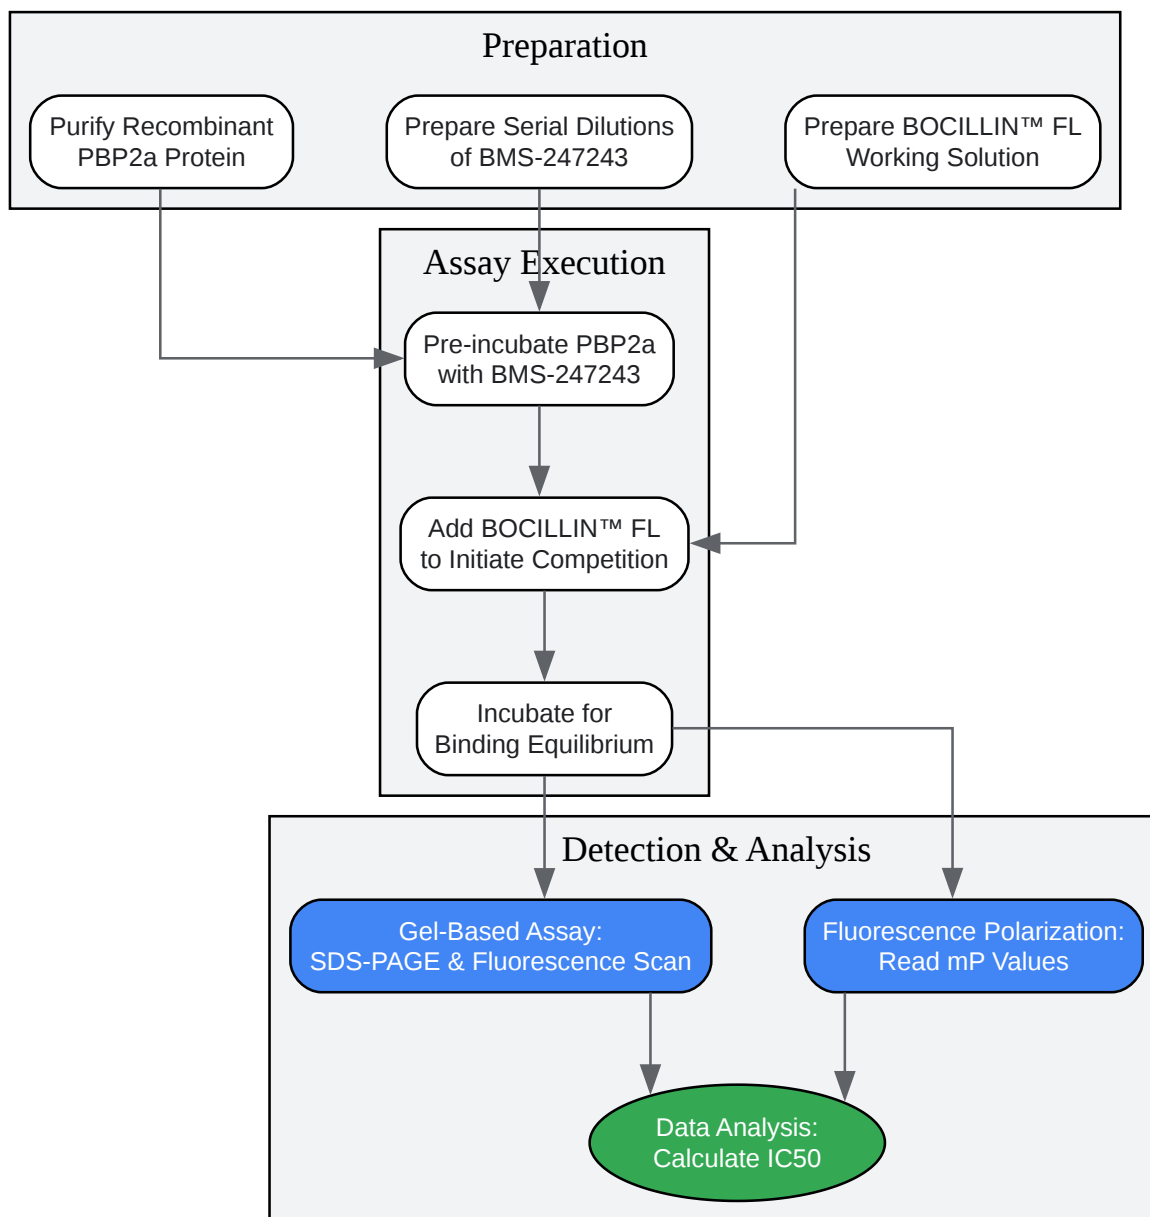 Preparation
Purify Recombinant
PBP2a Protein
Prepare Serial Dilutions
of BMS-247243
Prepare BOCILLIN™ FL
Working Solution
Assay Execution
Pre-incubate PBP2a
with BMS-247243
Add BOCILLIN™ FL
to Initiate Competition
Incubate for
Binding Equilibrium
Detection & Analysis
Gel-Based Assay:
SDS-PAGE & Fluorescence Scan
Fluorescence Polarization:
Read mP Values
Data Analysis:
Calculate IC50